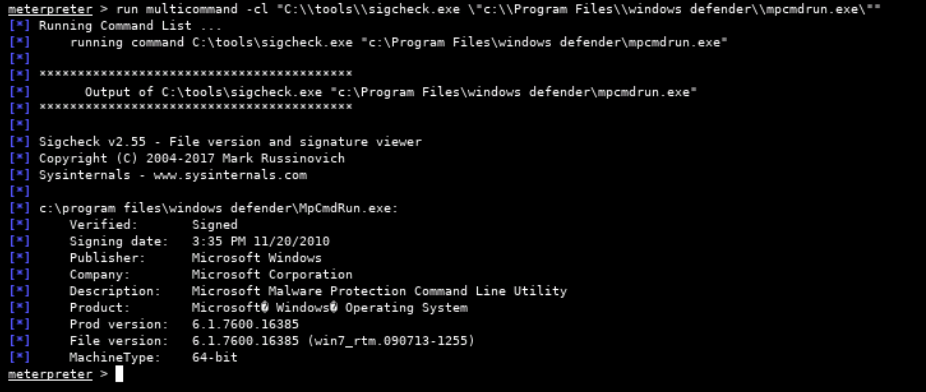 meterpreter > run multicommand -cl "C:\\tools\\sigcheck.exe \"c:\\Program Files\\windows defender\\mpcmdrun.exe\""
[*] Running Command List ...
[*]     running command C:\tools\sigcheck.exe "c:\Program Files\windows defender\mpcmdrun.exe"
[*]
[*] *****************************************
[*]       Output of C:\tools\sigcheck.exe "c:\Program Files\windows defender\mpcmdrun.exe"
[*] *****************************************
[*]
[*] Sigcheck v2.55 - File version and signature viewer
[*] Copyright (C) 2004-2017 Mark Russinovich
[*] Sysinternals - www.sysinternals.com
[*]
[*] c:\program files\windows defender\MpCmdRun.exe:
[*]     Verified:       Signed
[*]     Signing date:   3:35 PM 11/20/2010
[*]     Publisher:      Microsoft Windows
[*]     Company:        Microsoft Corporation
[*]     Description:    Microsoft Malware Protection Command Line Utility
[*]     Product:        Microsoft� Windows� Operating System
[*]     Prod version:   6.1.7600.16385
[*]     File version:   6.1.7600.16385 (win7_rtm.090713-1255)
[*]     MachineType:    64-bit
meterpreter >